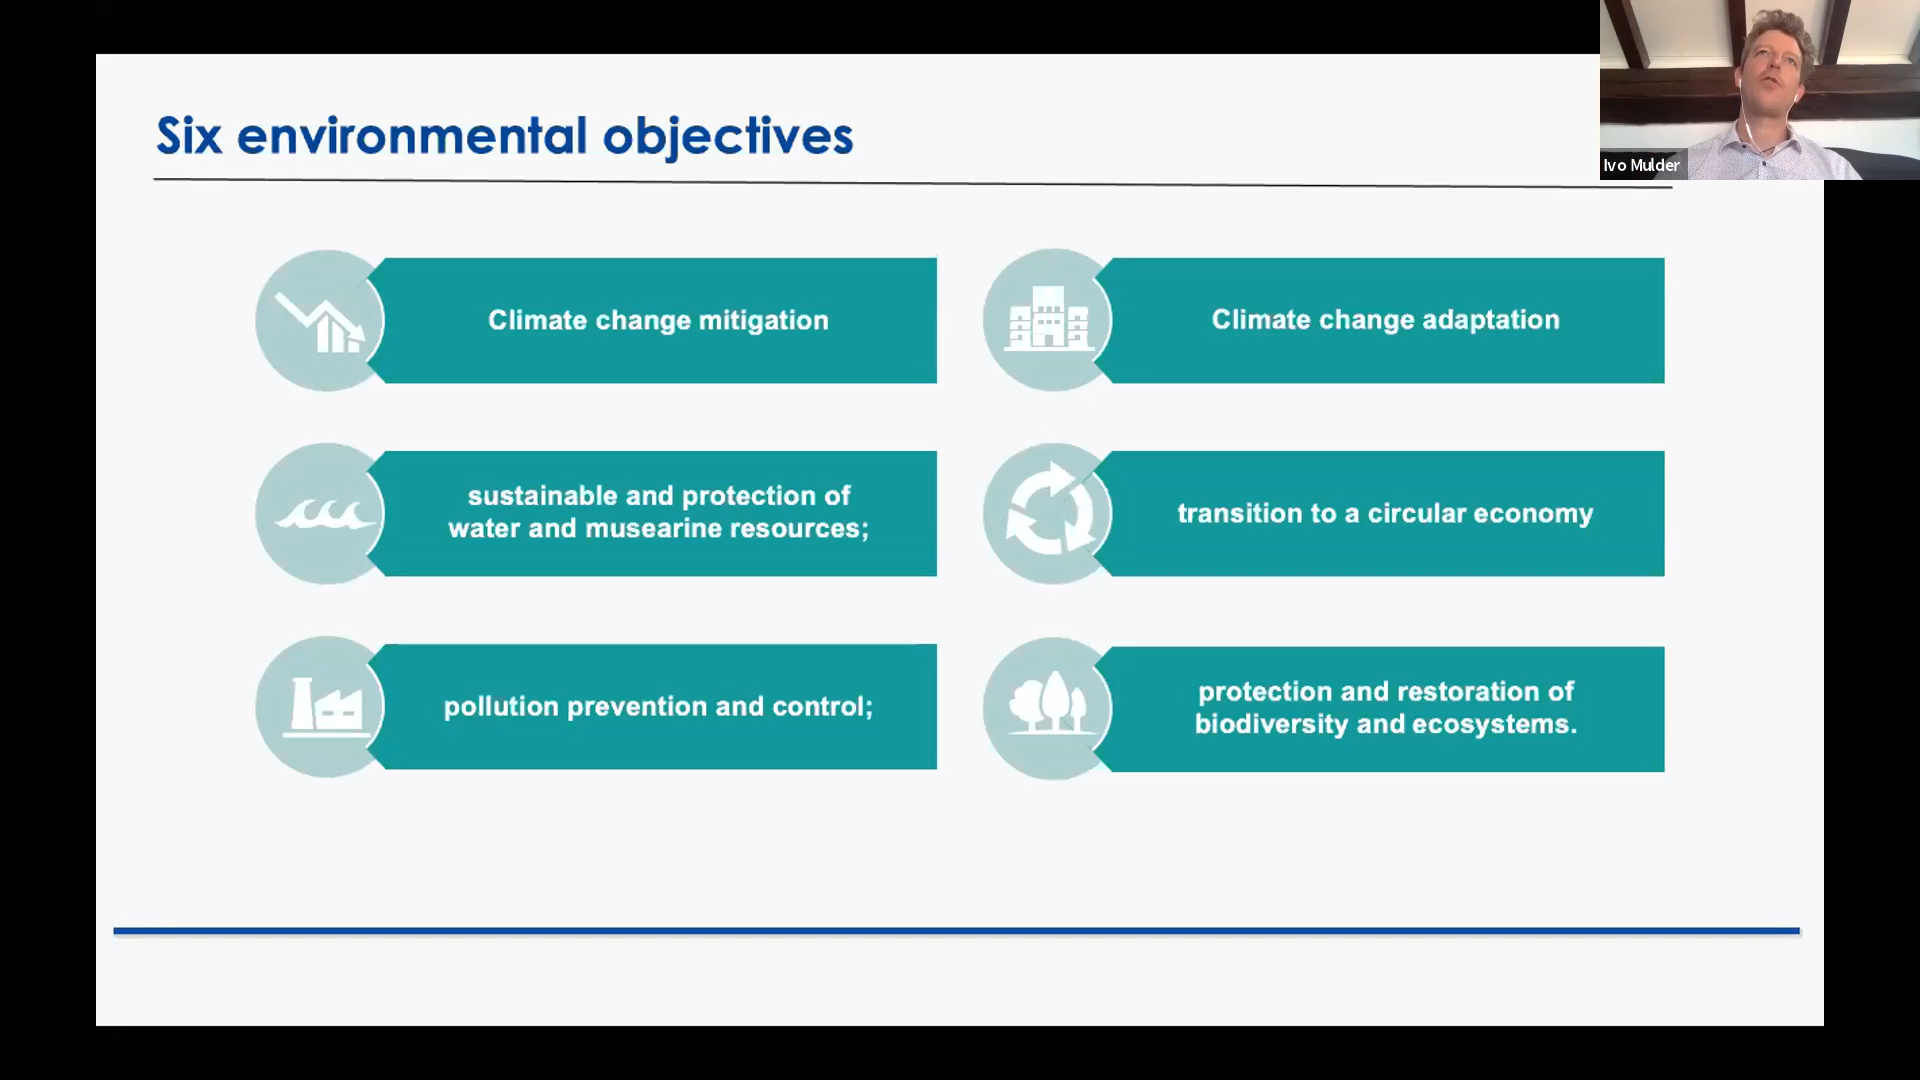 Six environmental objectives
Ivo Mulder
Climate change mitigation
Climate change adaptation
sustainable and protection of
water and musearine resources;
transition to a circular economy
pollution prevention and control;
protection and restoration of
biodiversity and ecosystems.